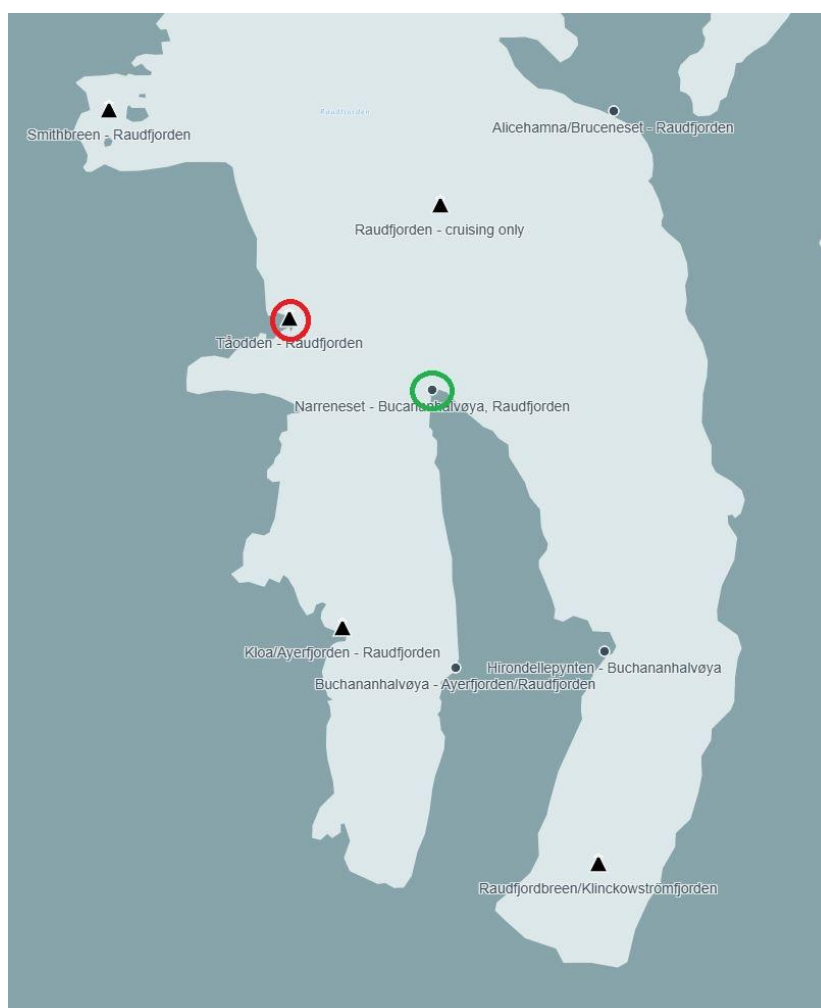 Raudfjorden
Smithbreen - Raudfjorden
Alicehamna/Bruceneset - Raudfjorden
Raudfjorden - cruising only
Tåodden - Raudfjorden
Narreneset - Bucananhalvøya, Raudfjorden
Kloa/Ayerfjorden - Raudfjorden
Hirondellepynten - Buchananhalvøya
Buchananhalvøya - Ayerfjorden/Raudfjorden
Raudfjordbreen/Klinckowströmfjorden